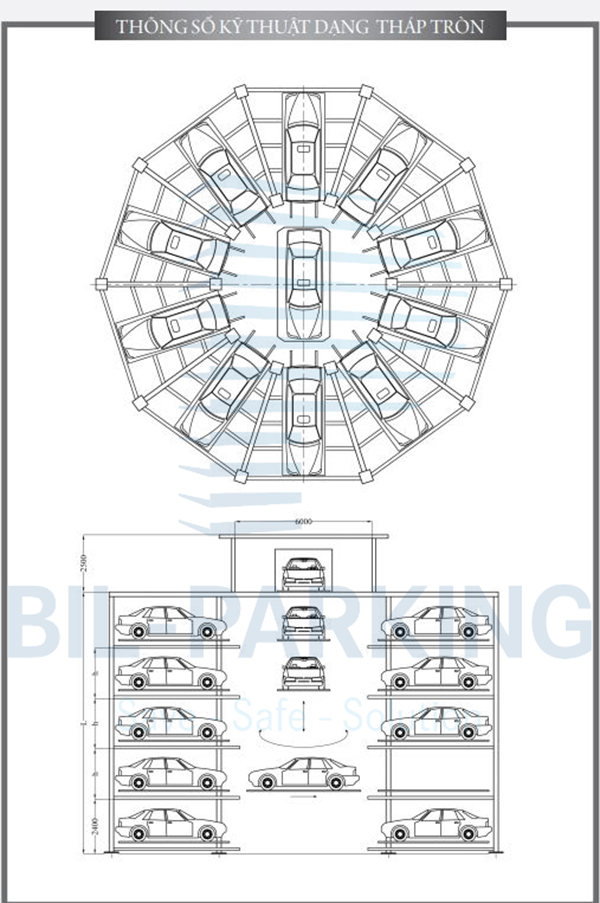 THÔNG SỐ KỸ THUẬT DẠNG THÁP TRÒN
6000
2500
BIL-PARKING
h
L
h
h
2400